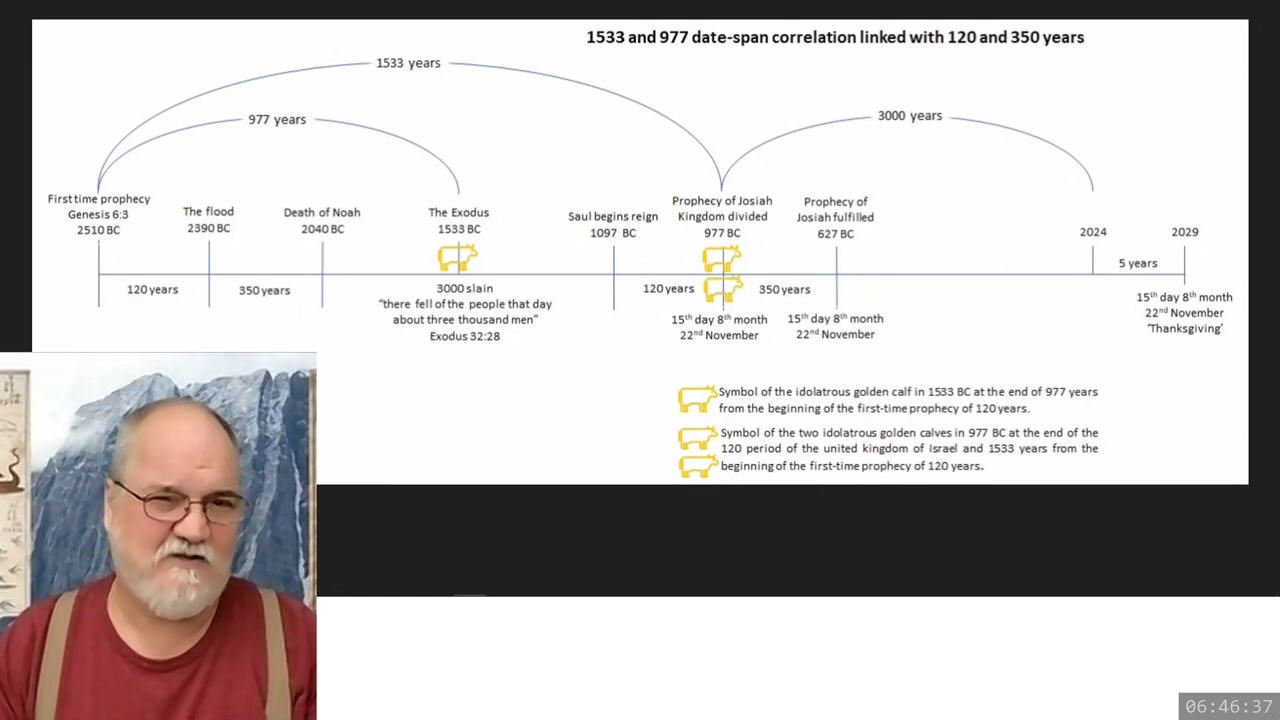 1533 and 977 date-span correlation linked with 120 and 350 years
1533 years
977 years
3000 years
First time prophecy
Genesis 6:3
2510 BC
The flood
2390 BC
Death of Noah
2040 BC
The Exodus
1533 BC
Saul begins reign
1097 BC
Prophecy of Josiah
Kingdom divided
977 BC
Prophecy of
Josiah fulfilled
627 BC
2024
2029
5 years
120 years
350 years
3000 slain
"there fell of the people that day
about three thousand men"
Exodus 32:28
120 years
350 years
15th day 8th month
22nd November
15th day 8th month
22nd November
15th day 8th month
22nd November
'Thanksgiving'
Symbol of the idolatrous golden calf in 1533 BC at the end of 977 years
from the beginning of the first-time prophecy of 120 years.
Symbol of the two idolatrous golden calves in 977 BC at the end of the
120 period of the united kingdom of Israel and 1533 years from the
beginning of the first-time prophecy of 120 years.
06:46:37